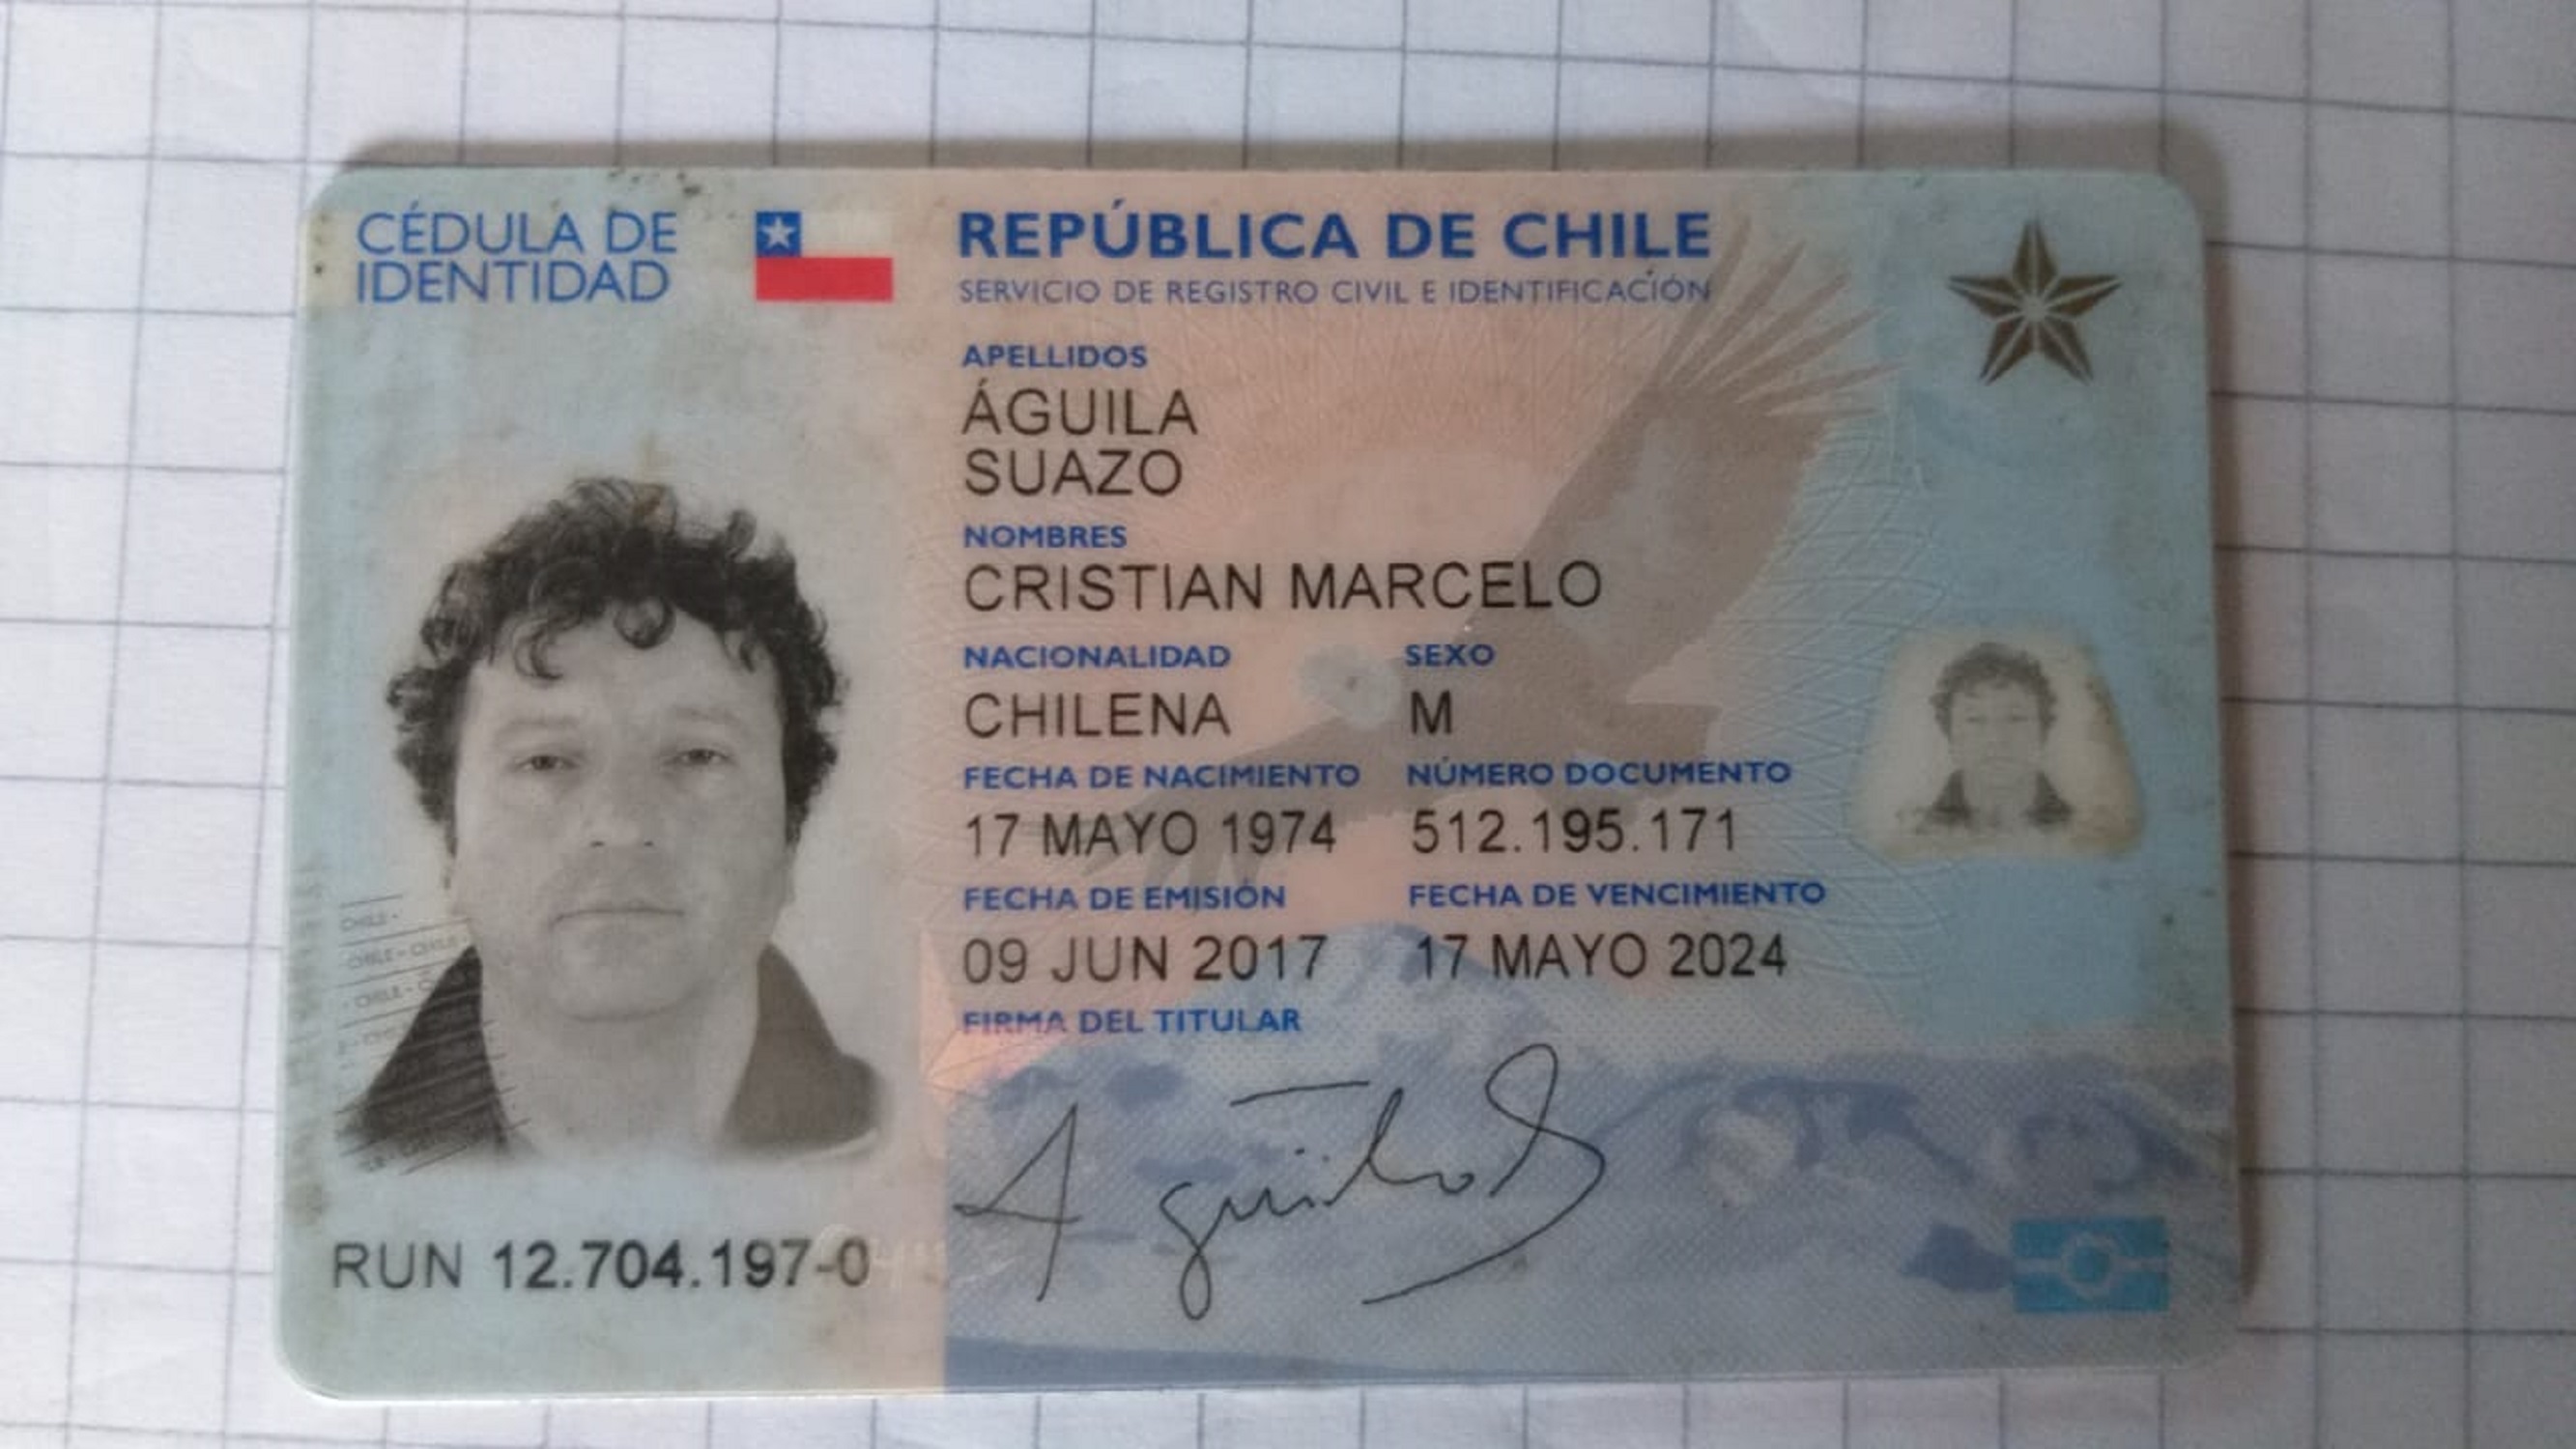 CÉDULA DE
IDENTIDAD
REPÚBLICA DE CHILE
SERVICIO DE REGISTRO CIVIL E IDENTIFICACIÓN
APELLIDOS
ÁGUILA
SUAZO
NOMBRES
CRISTIAN MARCELO
NACIONALIDAD SEXO
CHILENA M
FECHA DE NACIMIENTO NÚMERO DOCUMENTO
17 MAYO 1974 512.195.171
FECHA DE EMISIÓN FECHA DE VENCIMIENTO
09 JUN 2017 17 MAYO 2024
FIRMA DEL TITULAR
CHILE -
CHILE - CHILE
- CHILE -
RUN 12.704.197-0